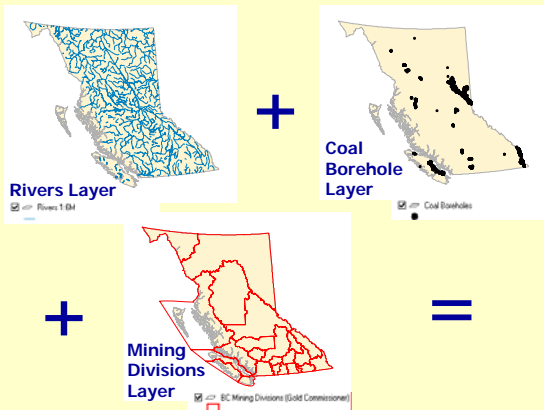 +
Rivers Layer
Rivers 1:6M
Coal
Borehole
Layer
Coal Boreholes
+
Mining
Divisions
Layer
BC Mining Divisions (Gold Commissioner)
=